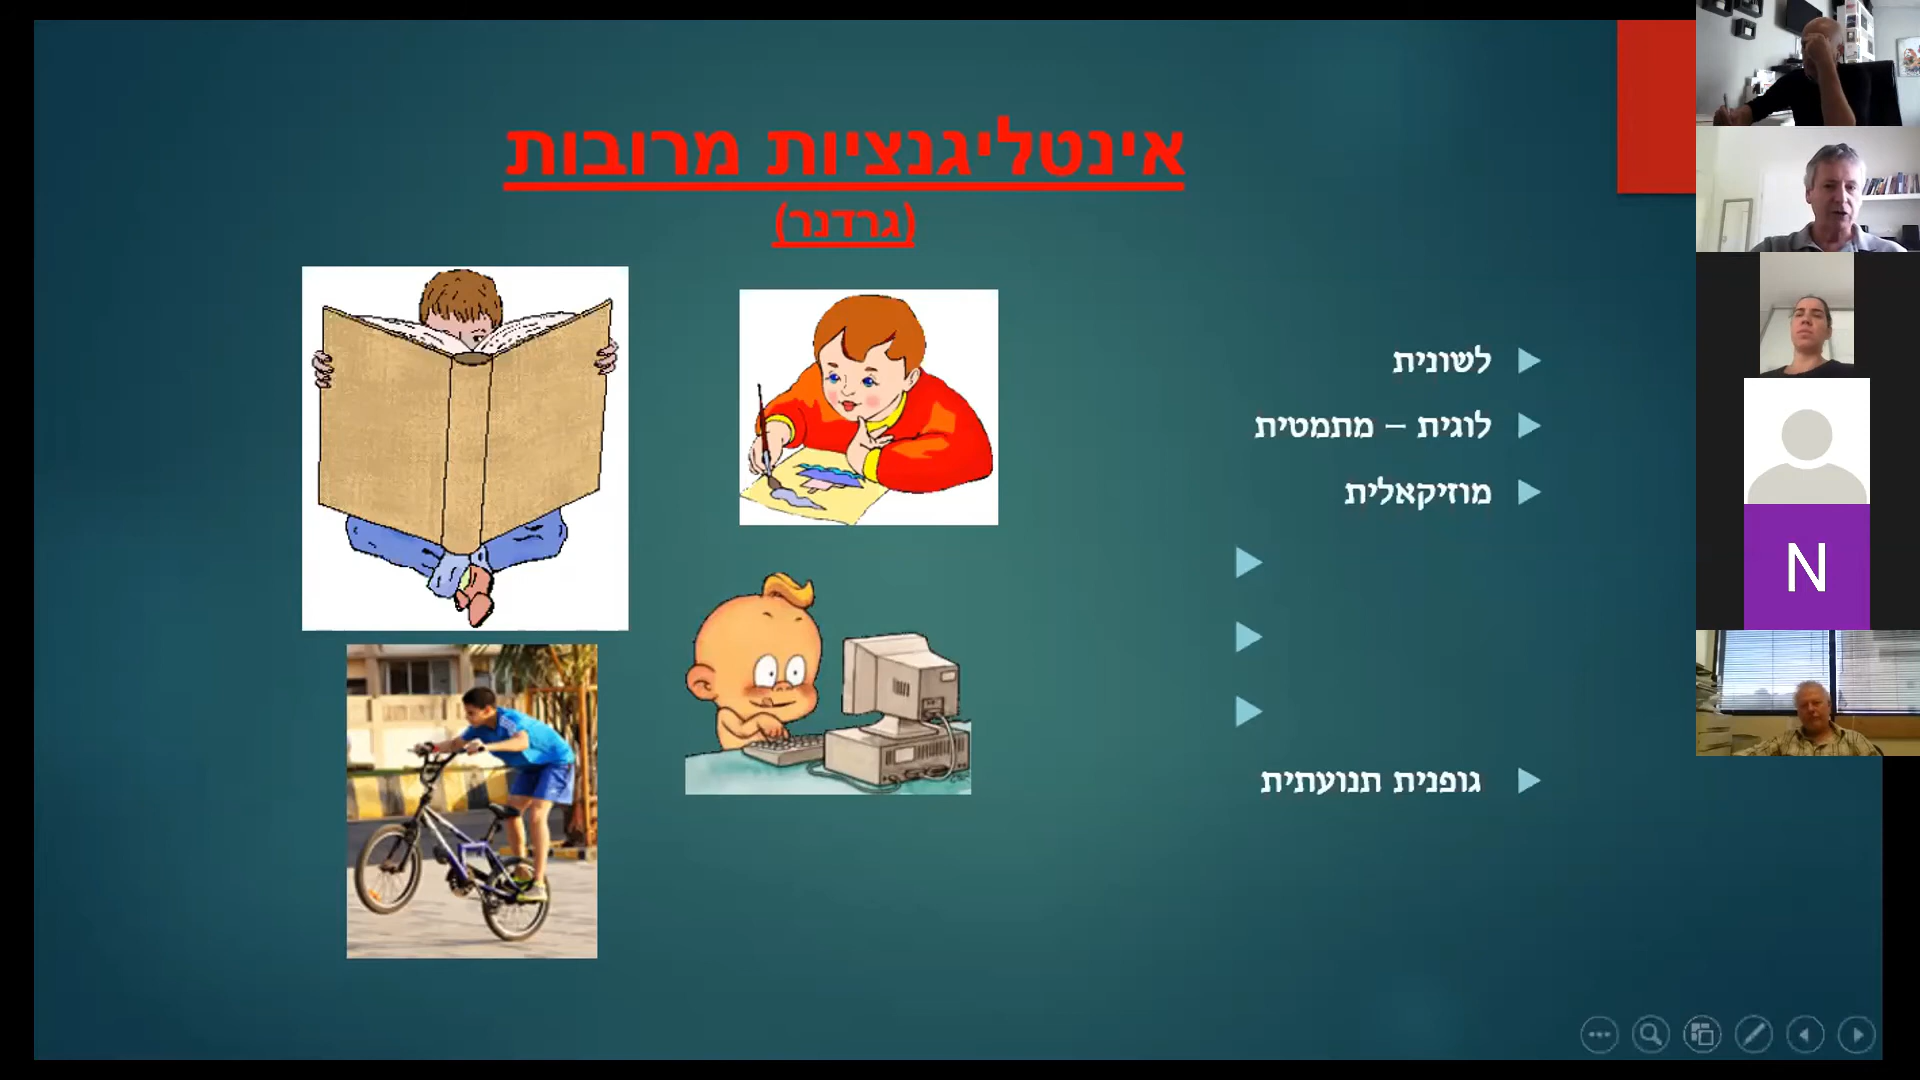 אינטליגנציות מרובות
(גרדנר)
לשונית
לוגית – מתמטית
מוזיקאלית
גופנית תנועתית
N